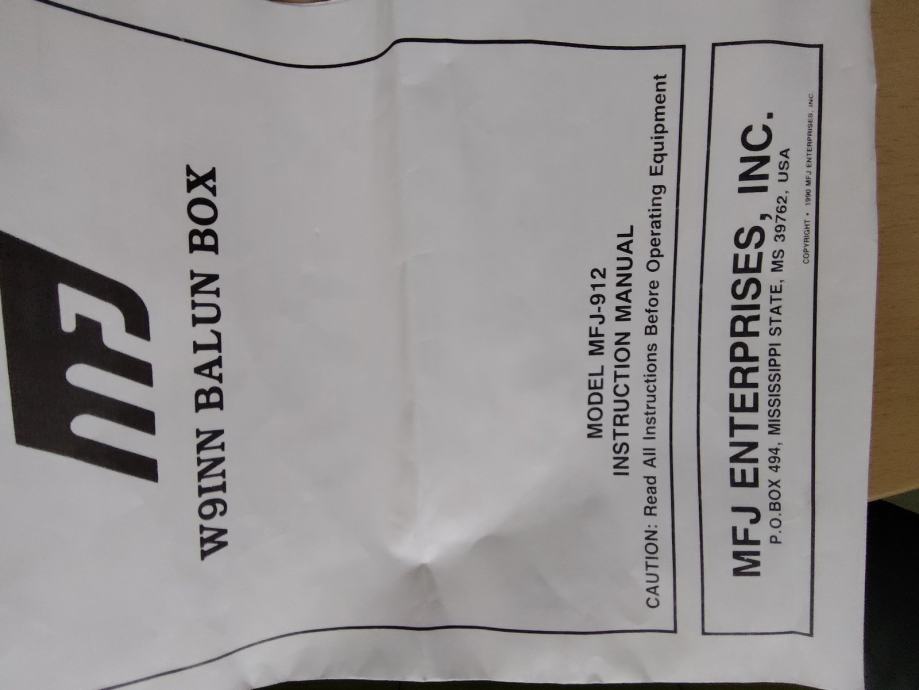 MFJ
W9INN BALUN BOX
MODEL MFJ-912
INSTRUCTION MANUAL
CAUTION: Read All Instructions Before Operating Equipment
MFJ ENTERPRISES, INC.
P.O.BOX 494, MISSISSIPPI STATE, MS 39762, USA
COPYRIGHT • 1990 MFJ ENTERPRISES, INC.